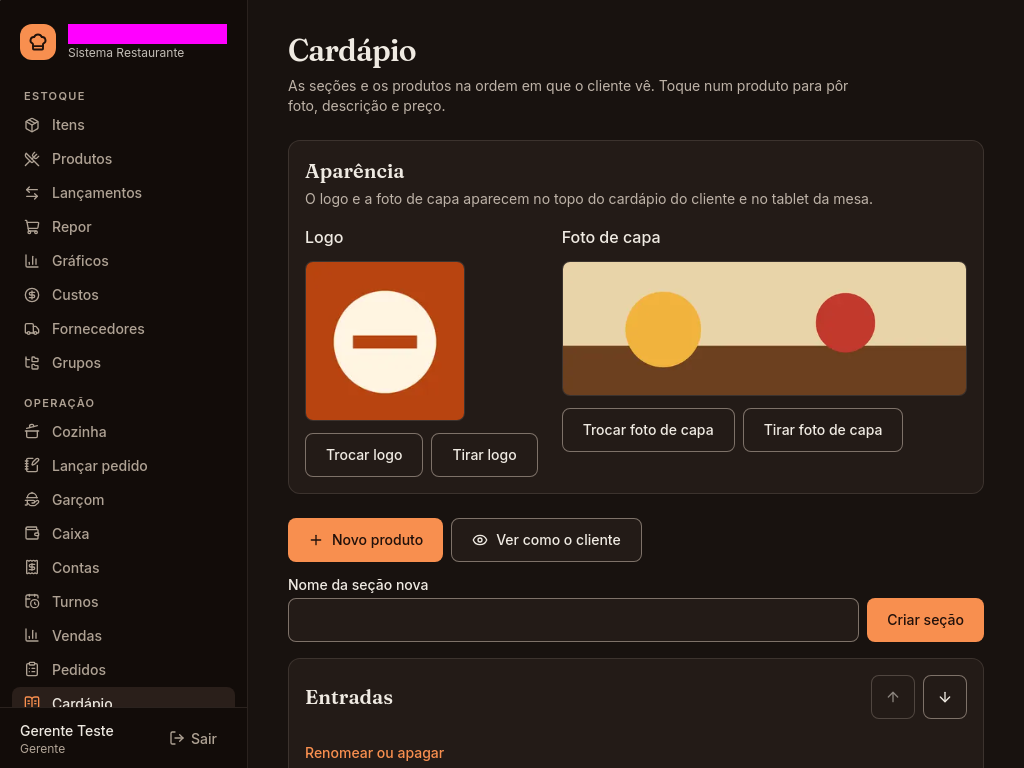 Sistema Restaurante
ESTOQUE
Itens
Produtos
Lançamentos
Repor
Gráficos
Custos
Fornecedores
Grupos
OPERAÇÃO
Cozinha
Lançar pedido
Garçom
Caixa
Contas
Turnos
Vendas
Pedidos
Cardápio
Gerente Teste
Gerente
Sair
Cardápio
As seções e os produtos na ordem em que o cliente vê. Toque num produto para pôr
foto, descrição e preço.
Aparência
O logo e a foto de capa aparecem no topo do cardápio do cliente e no tablet da mesa.
Logo
Foto de capa
Trocar logo
Tirar logo
Trocar foto de capa
Tirar foto de capa
Novo produto
Ver como o cliente
Nome da seção nova
Criar seção
Entradas
Renomear ou apagar